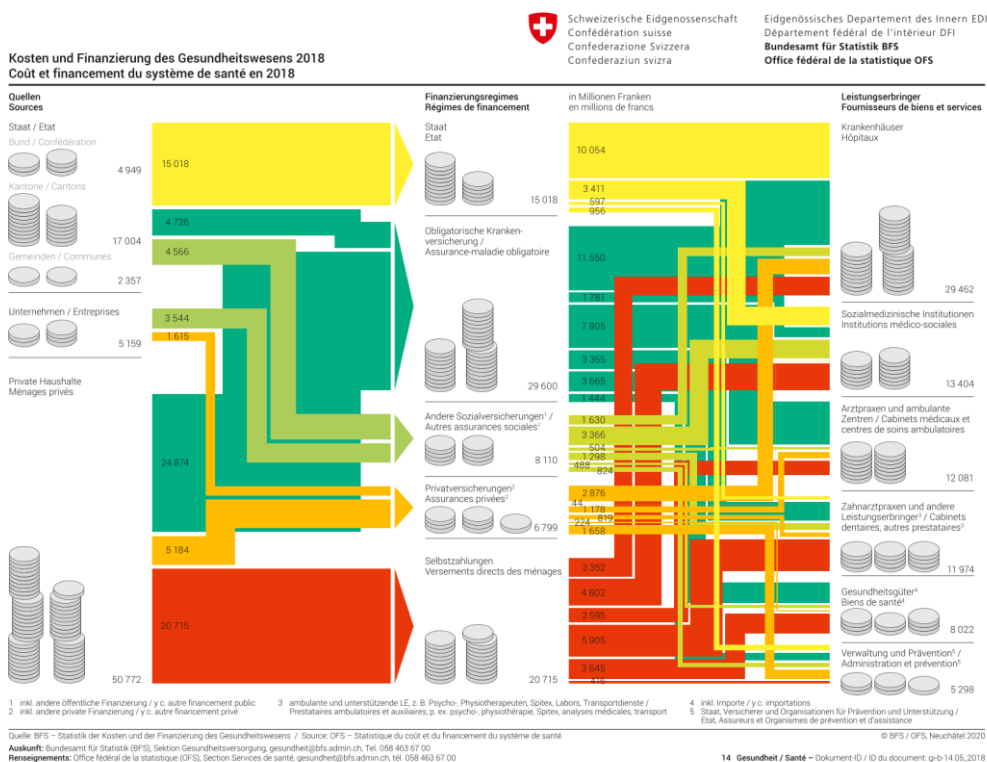 Schweizerische Eidgenossenschaft
Confédération suisse
Confederazione Svizzera
Confederaziun svizra
Eidgenössisches Departement des Innern EDI
Département fédéral de l'intérieur DFI
Bundesamt für Statistik BFS
Office fédéral de la statistique OFS
Kosten und Finanzierung des Gesundheitswesens 2018
Coût et financement du système de santé en 2018
Quellen
Sources
Staat / Etat
Bund / Confédération
4 949
Kantone / Cantons
17 004
Gemeinden / Communes
2 357
Unternehmen / Entreprises
5 159
Private Haushalte
Ménages privés
50 772
15 018
4 726
4 566
3 544
1 615
24 874
5 184
20 715
Finanzierungsregimes
Régimes de financement
Staat
Etat
15 018
Obligatorische Kranken-
versicherung /
Assurance-maladie obligatoire
29 600
Andere Sozialversicherungen¹ /
Autres assurances sociales¹
8 110
Privatversicherungen²
Assurances privées²
6 799
Selbstzahlungen
Versements directs des ménages
20 715
in Millionen Franken
en millions de francs
10 054
3 411
597
956
11 550
1 781
7 805
3 355
3 665
1 444
1 630
3 366
504
1 298
488
824
2 876
44
1 178
819
224
1 658
3 352
4 802
2 595
5 905
3 645
415
Leistungserbringer
Fournisseurs de biens et services
Krankenhäuser
Hôpitaux
29 462
Sozialmedizinische Institutionen
Institutions médico-sociales
13 404
Arztpraxen und ambulante
Zentren / Cabinets médicaux et
centres de soins ambulatoires
12 081
Zahnarztpraxen und andere
Leistungserbringer³ / Cabinets
dentaires, autres prestataires³
11 974
Gesundheitsgüter⁴
Biens de santé⁴
8 022
Verwaltung und Prävention⁵ /
Administration et prévention⁵
5 298
1 inkl. andere öffentliche Finanzierung / y c. autre financement public
2 inkl. andere private Finanzierung / y c. autre financement privé
3 ambulante und unterstützende LE, z. B. Psycho-, Physiotherapeuten, Spitex, Labors, Transportdienste /
Prestataires ambulatoires et auxiliaires, p. ex. psycho-, physiothérapie, Spitex, analyses médicales, transport
4 inkl. Importe / y c. importations
5 Staat, Versicherer und Organisationen für Prävention und Unterstützung /
Etat, Assureurs et Organismes de prévention et d'assistance
Quelle: BFS – Statistik der Kosten und der Finanzierung des Gesundheitswesens / Source: OFS – Statistique du coût et du financement du système de santé
© BFS / OFS, Neuchâtel 2020
Auskunft: Bundesamt für Statistik (BFS), Sektion Gesundheitsversorgung, gesundheit@bfs.admin.ch, Tel. 058 463 67 00
Renseignements: Office fédéral de la statistique (OFS), Section Services de santé, gesundheit@bfs.admin.ch, tél. 058 463 67 00
14 Gesundheit / Santé – Dokument-ID / ID du document: gi-b-14.05_2018